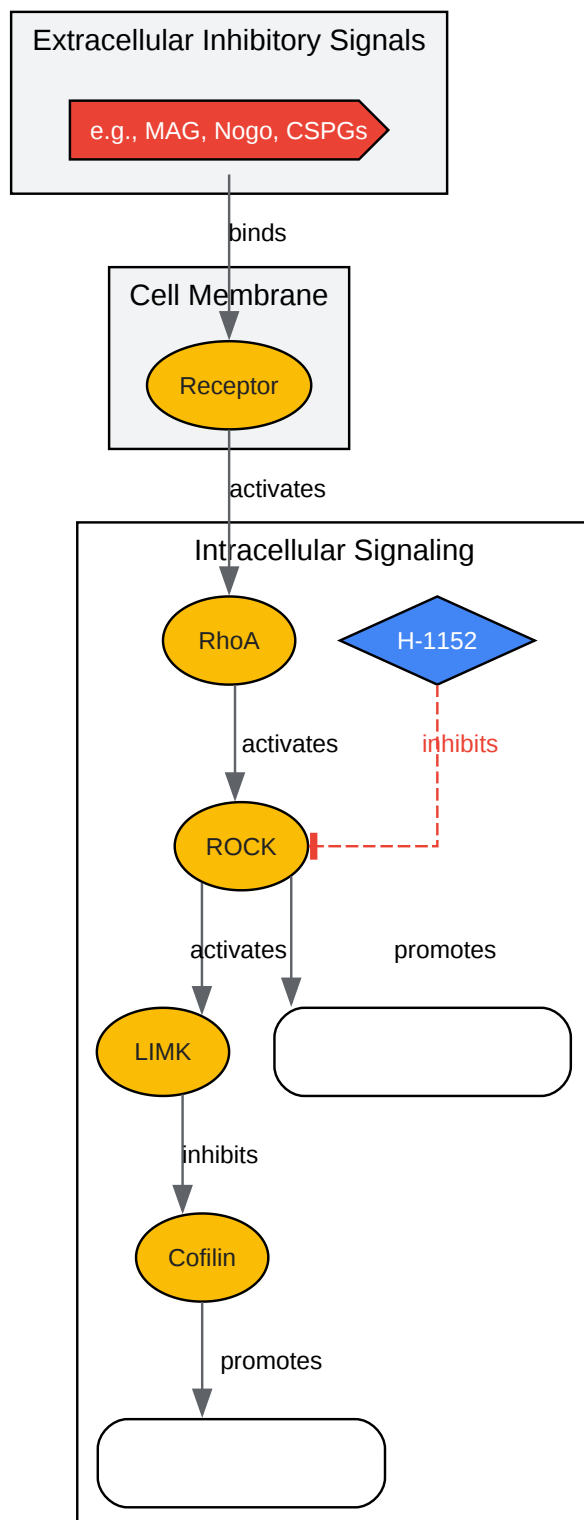 Extracellular Inhibitory Signals
e.g., MAG, Nogo, CSPGs
binds
Cell Membrane
Receptor
activates
Intracellular Signaling
RhoA
H-1152
activates
inhibits
ROCK
activates
promotes
LIMK
inhibits
Cofilin
promotes